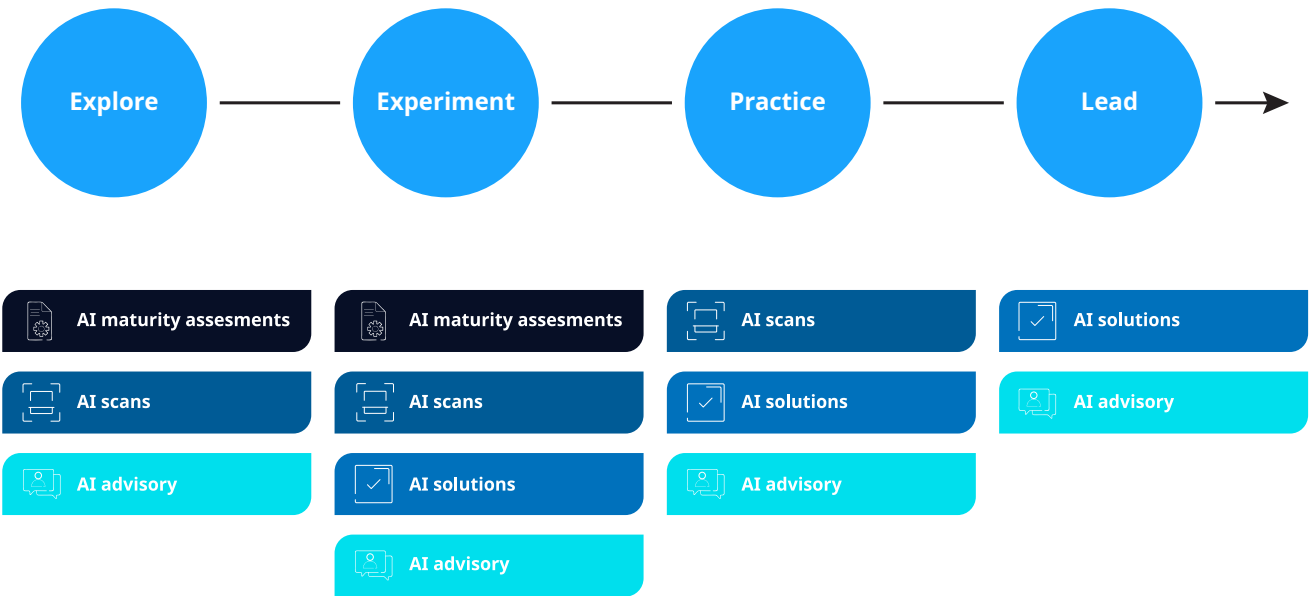 Explore
Experiment
Practice
Lead
AI maturity assesments
AI scans
AI advisory
AI maturity assesments
AI scans
AI solutions
AI advisory
AI scans
AI solutions
AI advisory
AI solutions
AI advisory